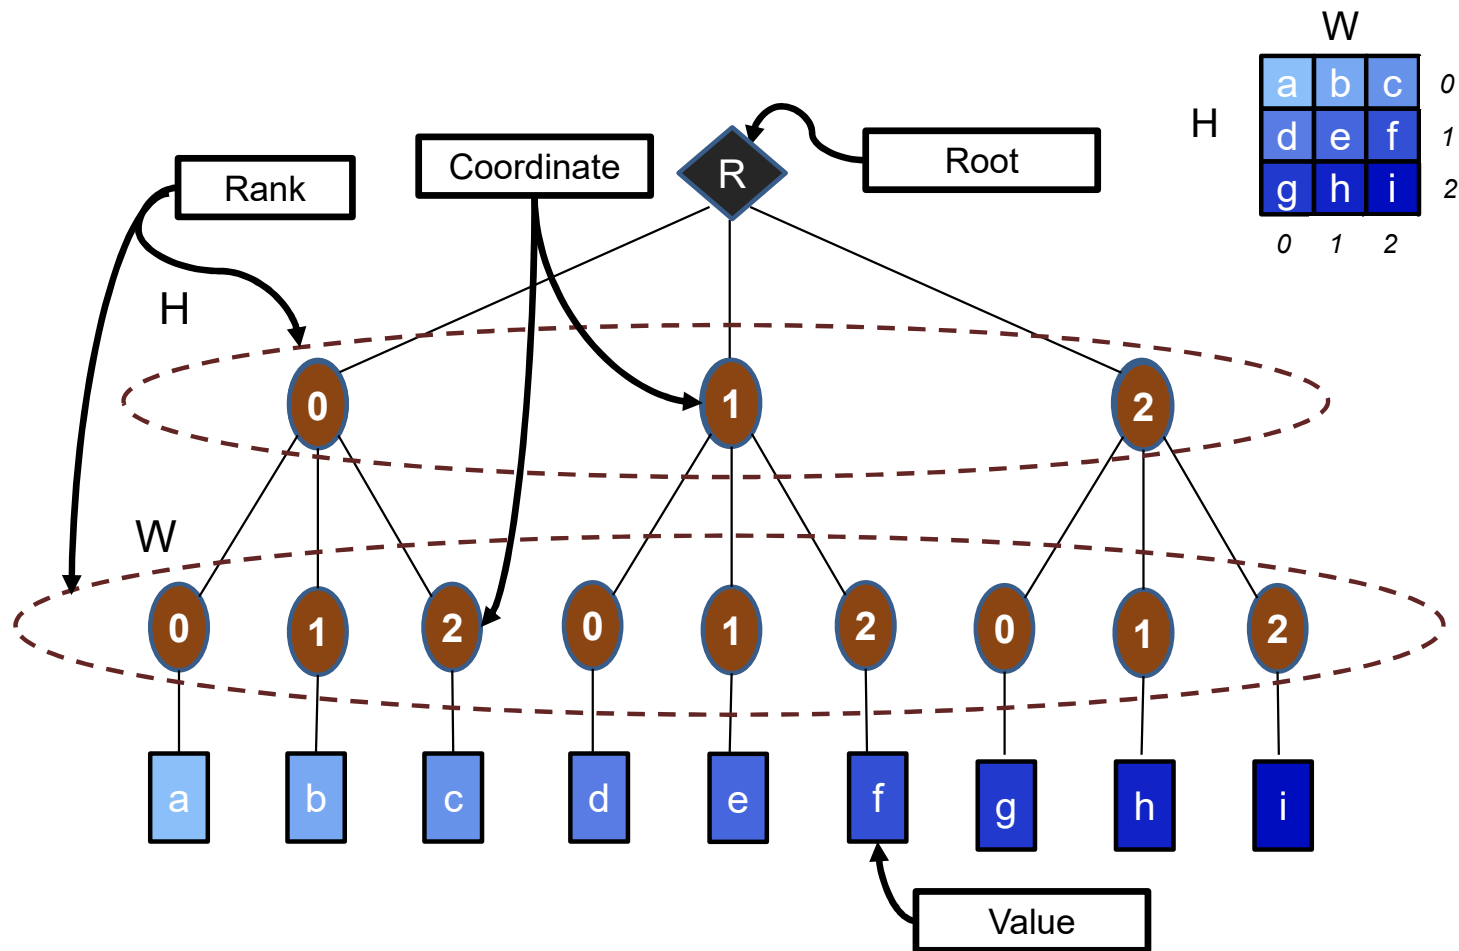 W
a b c 0
H d e f 1
g h i 2
0 1 2
Rank
Coordinate
R
Root
H
0 1 2
W
0 1 2 0 1 2 0 1 2
a b c d e f g h i
Value